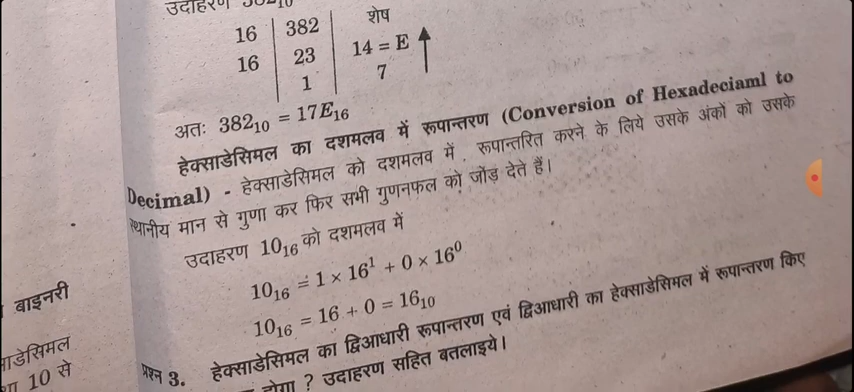 उदाहरण 382₁₀
16 | 382 | शेष
16 | 23 | 14 = E
1 | 7
अतः 382₁₀ = 17E₁₆
हेक्साडेसिमल का दशमलव में रूपान्तरण (Conversion of Hexadeciaml to
Decimal) - हेक्साडेसिमल को दशमलव में रूपान्तरित करने के लिये उसके अंकों को उसके
स्थानीय मान से गुणा कर फिर सभी गुणनफल को जोड़ देते हैं।
उदाहरण 10₁₆ को दशमलव में
10₁₆ = 1 × 16¹ + 0 × 16⁰
10₁₆ = 16 + 0 = 16₁₀
प्रश्न 3. हेक्साडेसिमल का द्विआधारी रूपान्तरण एवं द्विआधारी का हेक्साडेसिमल में रूपान्तरण किए
होगा ? उदाहरण सहित बतलाइये।
बाइनरी
10 से